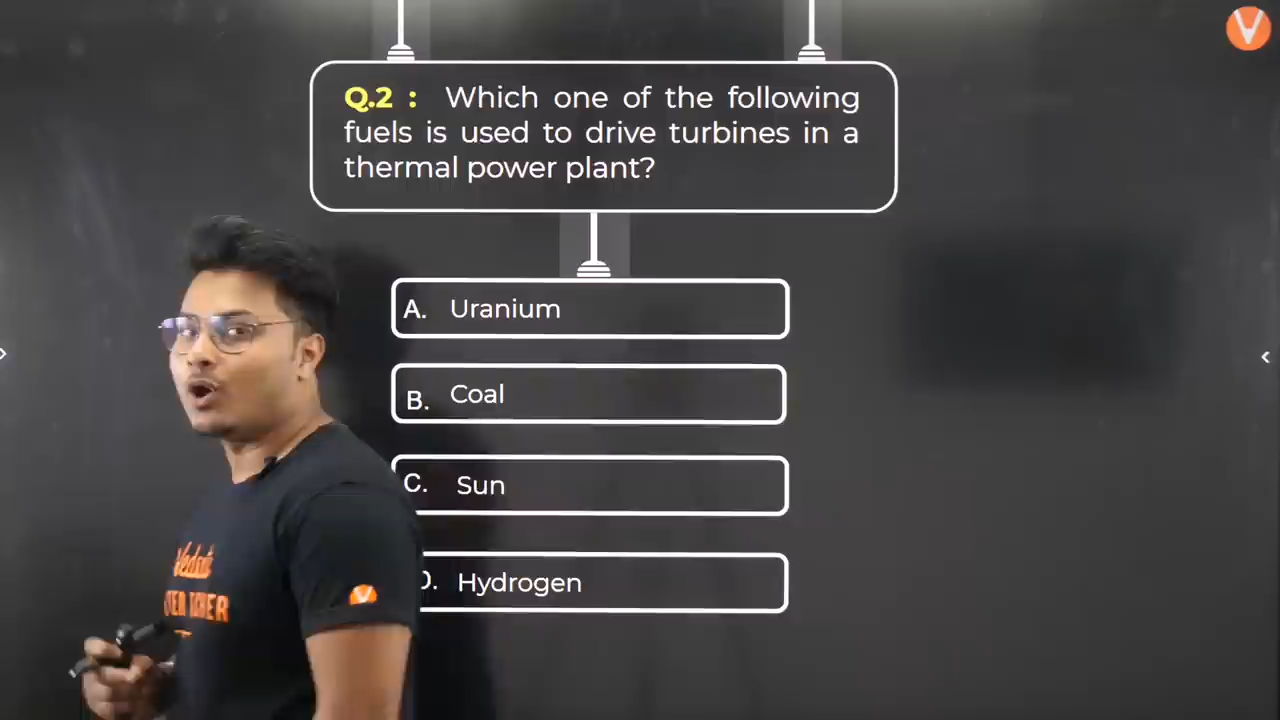 Q.2 : Which one of the following
fuels is used to drive turbines in a
thermal power plant?
A. Uranium
B. Coal
C. Sun
Hydrogen